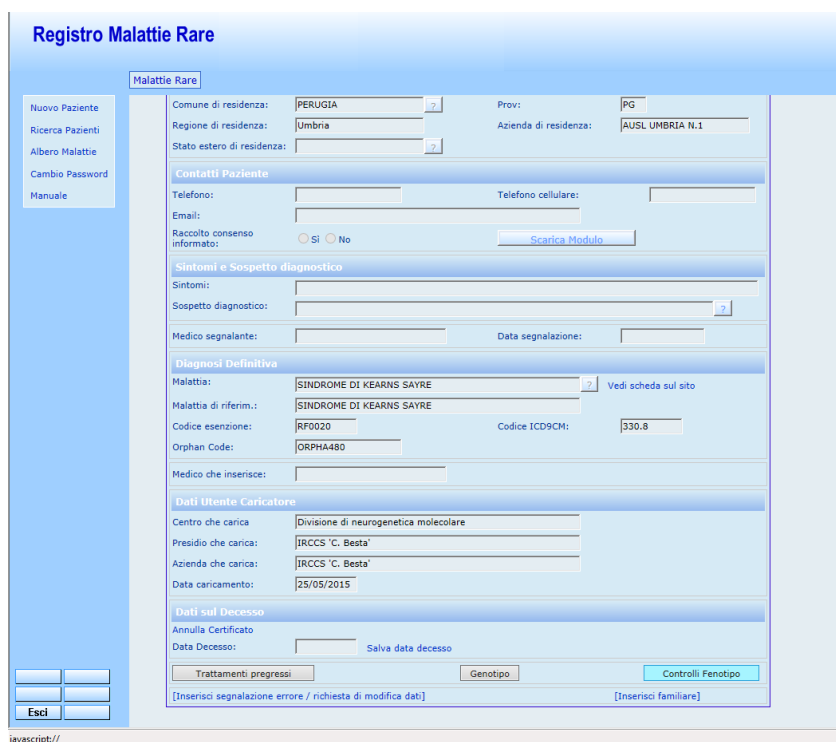 Registro Malattie Rare
Malattie Rare
Nuovo Paziente
Ricerca Pazienti
Albero Malattie
Cambio Password
Manuale
Comune di residenza: PERUGIA ? Prov: PG
Regione di residenza: Umbria Azienda di residenza: AUSL UMBRIA N.1
Stato estero di residenza: ?
Contatti Paziente
Telefono: Telefono cellulare:
Email:
Raccolto consenso informato: Sì No Scarica Modulo
Sintomi e Sospetto diagnostico
Sintomi:
Sospetto diagnostico: ?
Medico segnalante: Data segnalazione:
Diagnosi Definitiva
Malattia: SINDROME DI KEARNS SAYRE ? Vedi scheda sul sito
Malattia di riferim.: SINDROME DI KEARNS SAYRE
Codice esenzione: RF0020 Codice ICD9CM: 330.8
Orphan Code: ORPHA480
Medico che inserisce:
Dati Utente Caricatore
Centro che carica Divisione di neurogenetica molecolare
Presidio che carica: IRCCS 'C. Besta'
Azienda che carica: IRCCS 'C. Besta'
Data caricamento: 25/05/2015
Dati sul Decesso
Annulla Certificato
Data Decesso: Salva data decesso
Trattamenti pregressi Genotipo Controlli Fenotipo
[Inserisci segnalazione errore / richiesta di modifica dati] [Inserisci familiare]
Esci
javascript://